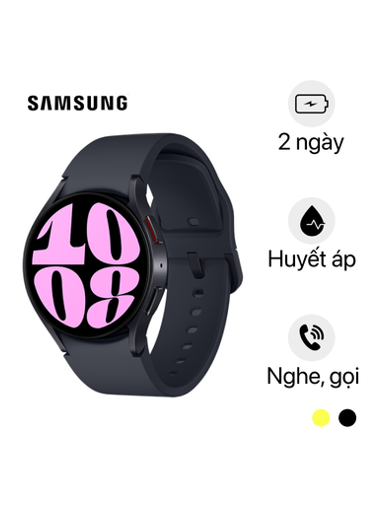 SAMSUNG
10
08
2 ngày
Huyết áp
Nghe, gọi